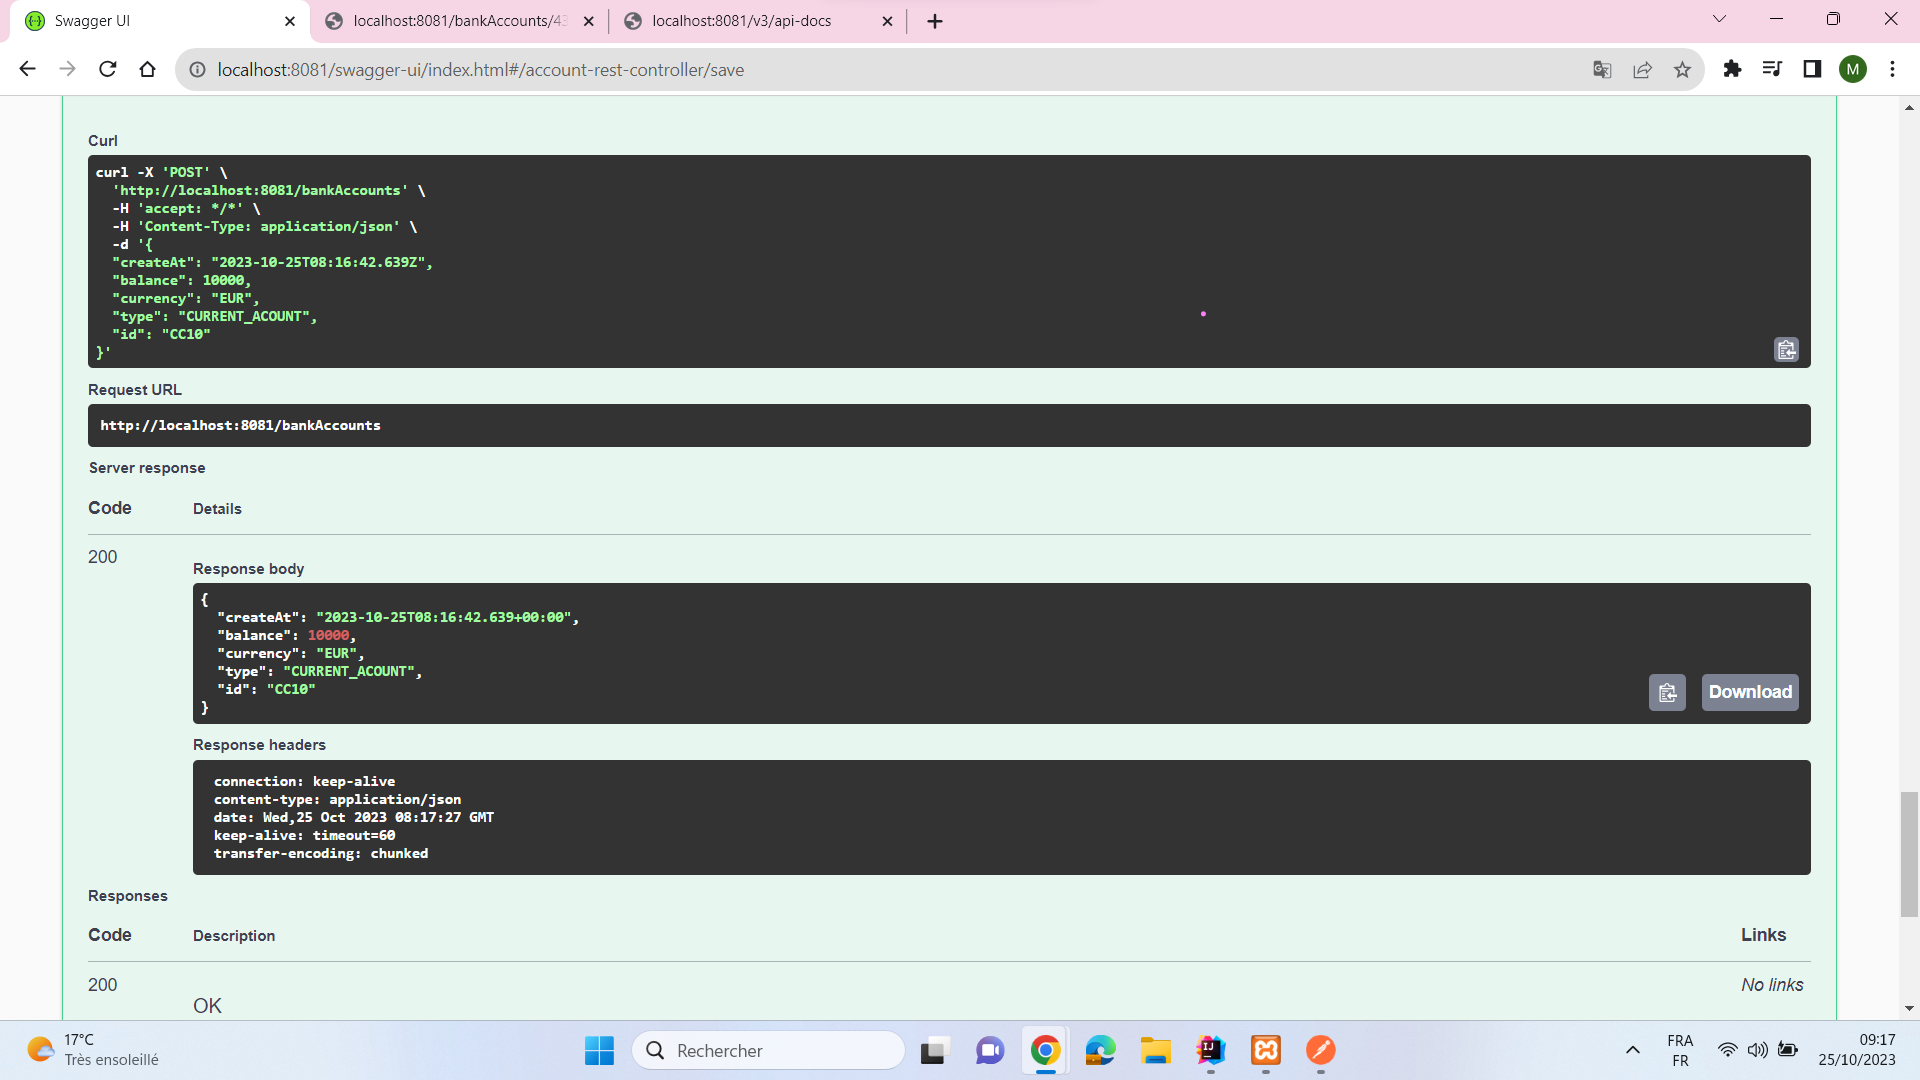 Swagger UI
localhost:8081/bankAccounts/43
localhost:8081/v3/api-docs
localhost:8081/swagger-ui/index.html#/account-rest-controller/save
M
Curl
curl -X 'POST' \
'http://localhost:8081/bankAccounts' \
-H 'accept: */*' \
-H 'Content-Type: application/json' \
-d '{
"createAt": "2023-10-25T08:16:42.639Z",
"balance": 10000,
"currency": "EUR",
"type": "CURRENT_ACOUNT",
"id": "CC10"
}'
Request URL
http://localhost:8081/bankAccounts
Server response
Code Details
200
Response body
{
"createAt": "2023-10-25T08:16:42.639+00:00",
"balance": 10000,
"currency": "EUR",
"type": "CURRENT_ACOUNT",
"id": "CC10"
}
Download
Response headers
connection: keep-alive
content-type: application/json
date: Wed,25 Oct 2023 08:17:27 GMT
keep-alive: timeout=60
transfer-encoding: chunked
Responses
Code Description Links
200 No links
OK
17°C
Très ensoleillé
Rechercher
FRA
FR
09:17
25/10/2023